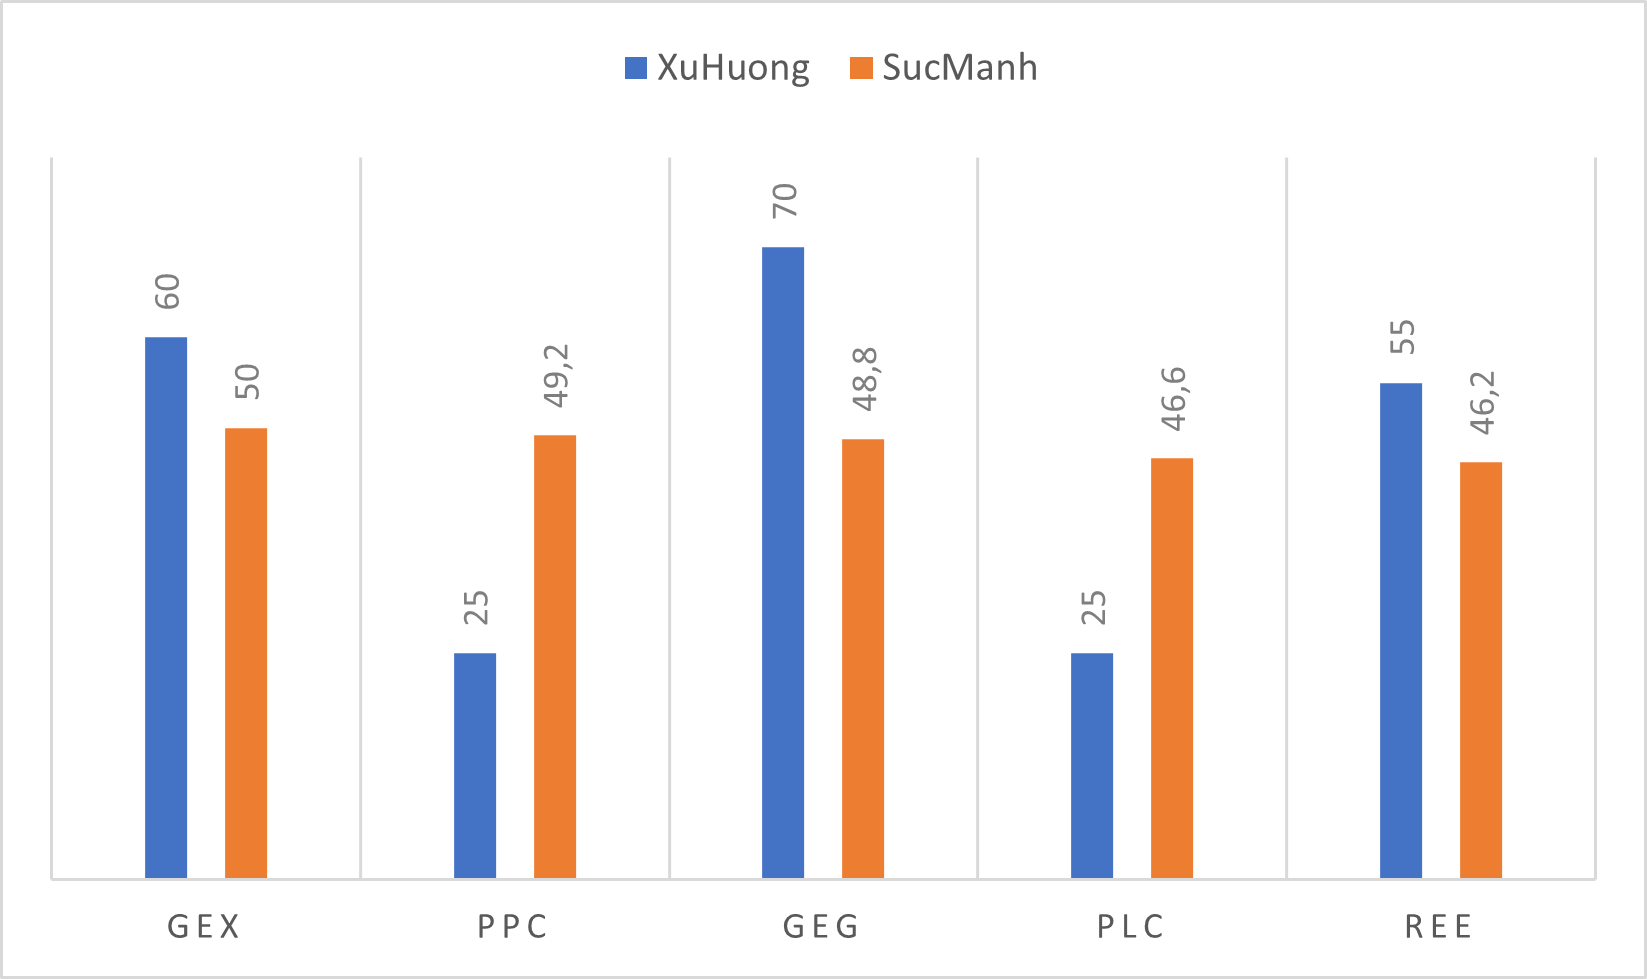 XuHuong SucManh
60 50 25 49,2 70 48,8 25 46,6 55 46,2
GEX PPC GEG PLC REE